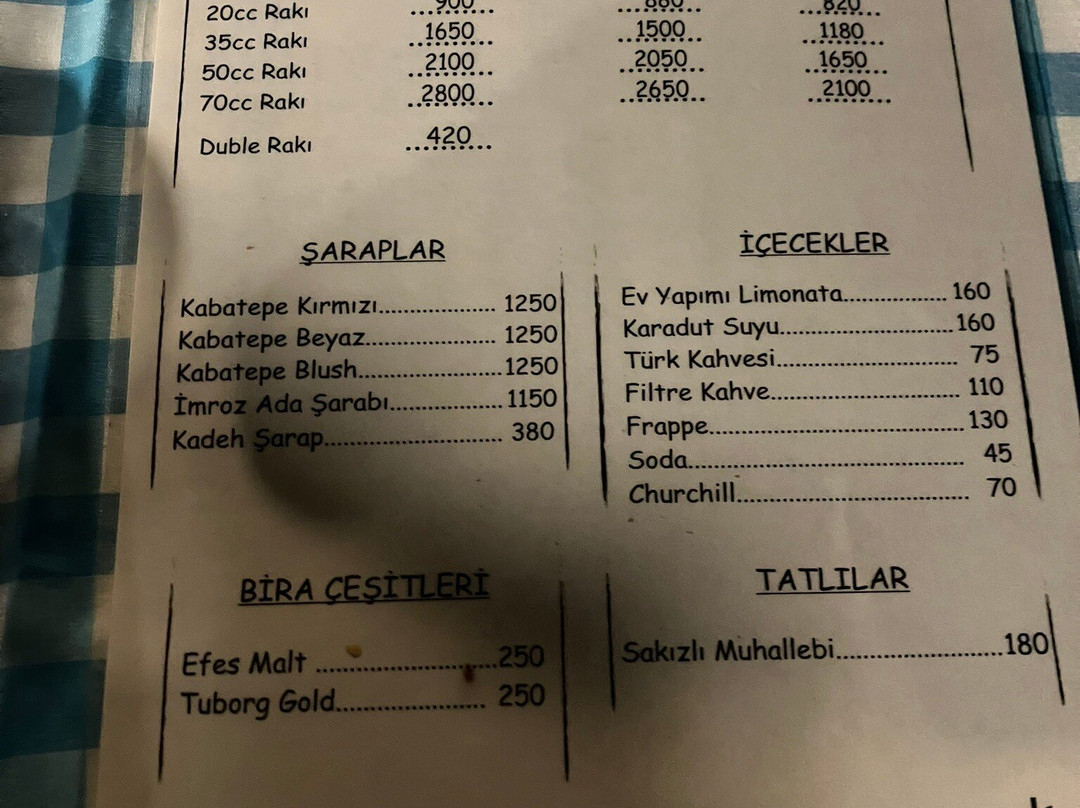 20cc Rakı ...900... ...860... ...820...
35cc Rakı ...1650... ...1500... ...1180...
50cc Rakı ...2100... ...2050... ...1650...
70cc Rakı ...2800... ...2650... ...2100...
Duble Rakı ...420...
ŞARAPLAR
Kabatepe Kırmızı.................. 1250
Kabatepe Beyaz.................... 1250
Kabatepe Blush.....................1250
İmroz Ada Şarabı................. 1150
Kadeh Şarap........................... 380
İÇECEKLER
Ev Yapımı Limonata............... 160
Karadut Suyu.........................160
Türk Kahvesi........................... 75
Filtre Kahve............................ 110
Frappe......................................130
Soda......................................... 45
Churchill................................... 70
BİRA ÇEŞİTLERİ
Efes Malt ...........................250
Tuborg Gold...................... 250
TATLILAR
Sakızlı Muhallebi........................180